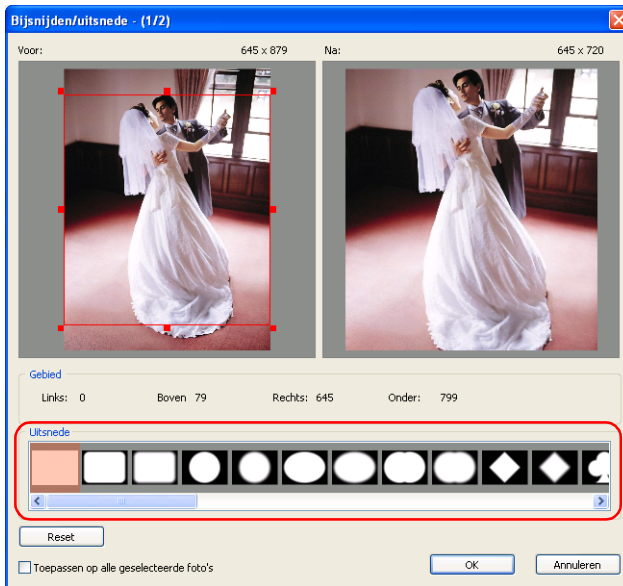 Bijsnijden/uitsnede - (1/2)
Voor: 645 x 879 Na: 645 x 720
Gebied
Links: 0 Boven 79 Rechts: 645 Onder: 799
Uitsnede
Reset
Toepassen op alle geselecteerde foto's
OK Annuleren